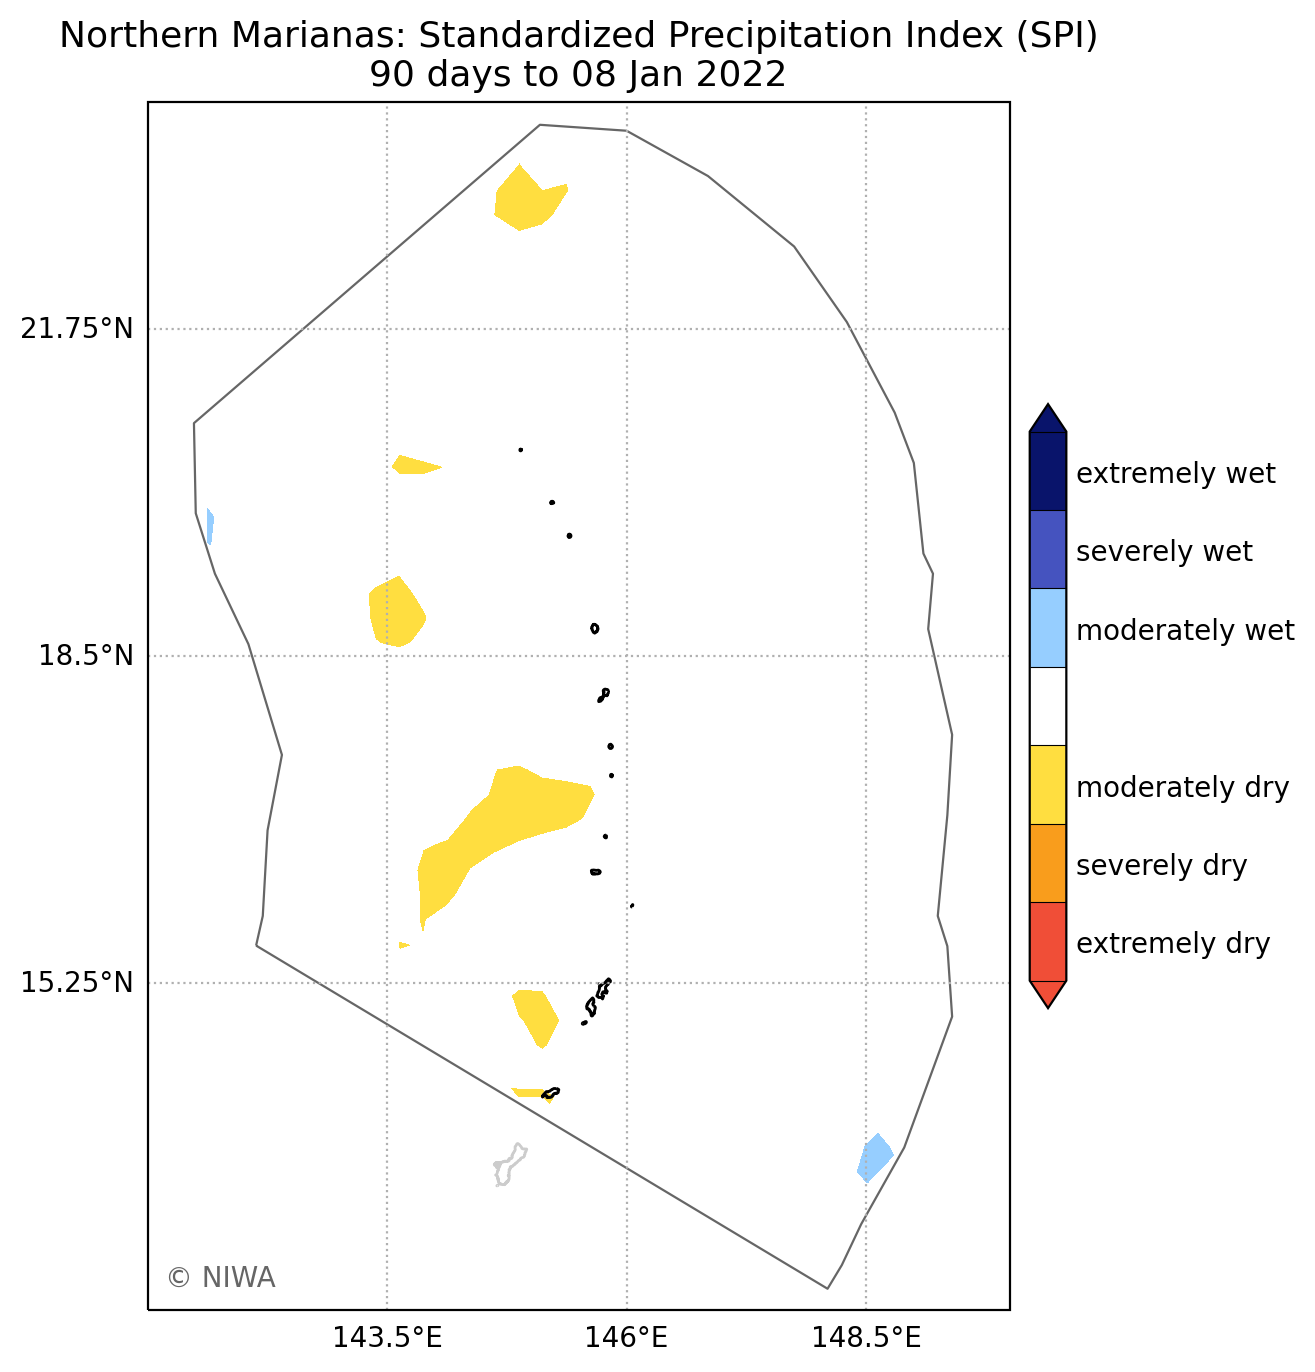 Northern Marianas: Standardized Precipitation Index (SPI)
90 days to 08 Jan 2022
21.75°N
18.5°N
15.25°N
143.5°E
146°E
148.5°E
extremely wet
severely wet
moderately wet
moderately dry
severely dry
extremely dry
© NIWA